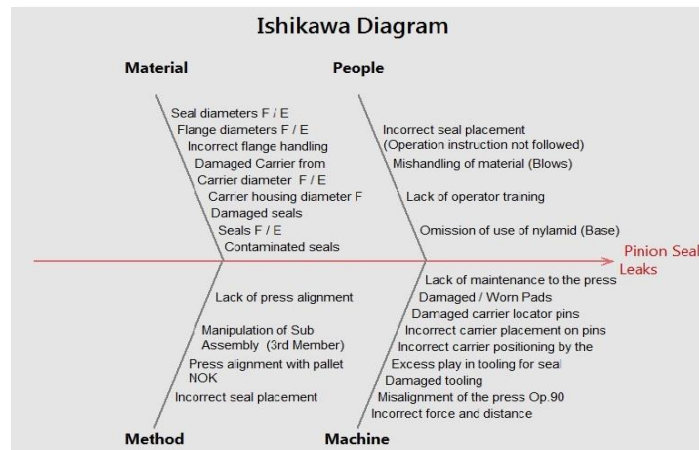 Ishikawa Diagram
Material
People
Seal diameters F / E
Flange diameters F / E
Incorrect flange handling
Damaged Carrier from
Carrier diameter F / E
Carrier housing diameter F
Damaged seals
Seals F / E
Contaminated seals
Incorrect seal placement
(Operation instruction not followed)
Mishandling of material (Blows)
Lack of operator training
Omission of use of nylamid (Base)
Pinion Seal
Leaks
Lack of press alignment
Manipulation of Sub
Assembly (3rd Member)
Press alignment with pallet
NOK
Incorrect seal placement
Lack of maintenance to the press
Damaged / Worn Pads
Damaged carrier locator pins
Incorrect carrier placement on pins
Incorrect carrier positioning by the
Excess play in tooling for seal
Damaged tooling
Misalignment of the press Op.90
Incorrect force and distance
Method
Machine